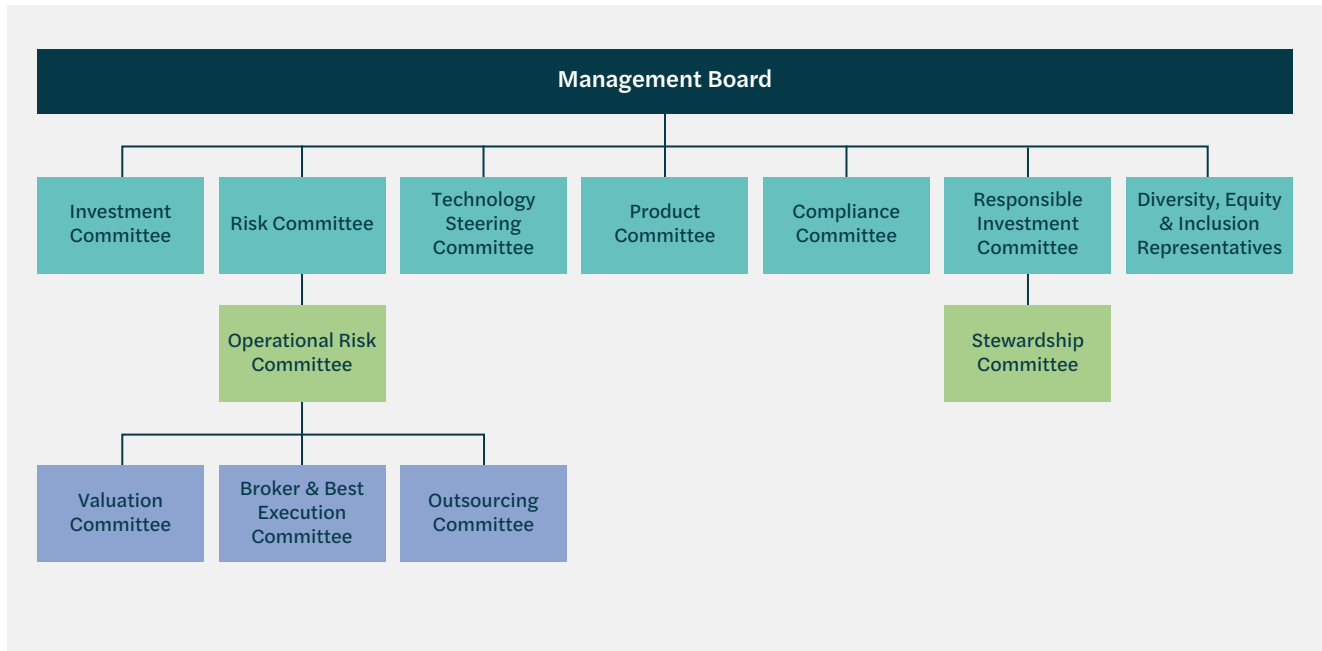 Management Board
Investment
Committee
Risk Committee
Technology
Steering
Committee
Product
Committee
Compliance
Committee
Responsible
Investment
Committee
Diversity, Equity
& Inclusion
Representatives
Operational Risk
Committee
Stewardship
Committee
Valuation
Committee
Broker & Best
Execution
Committee
Outsourcing
Committee